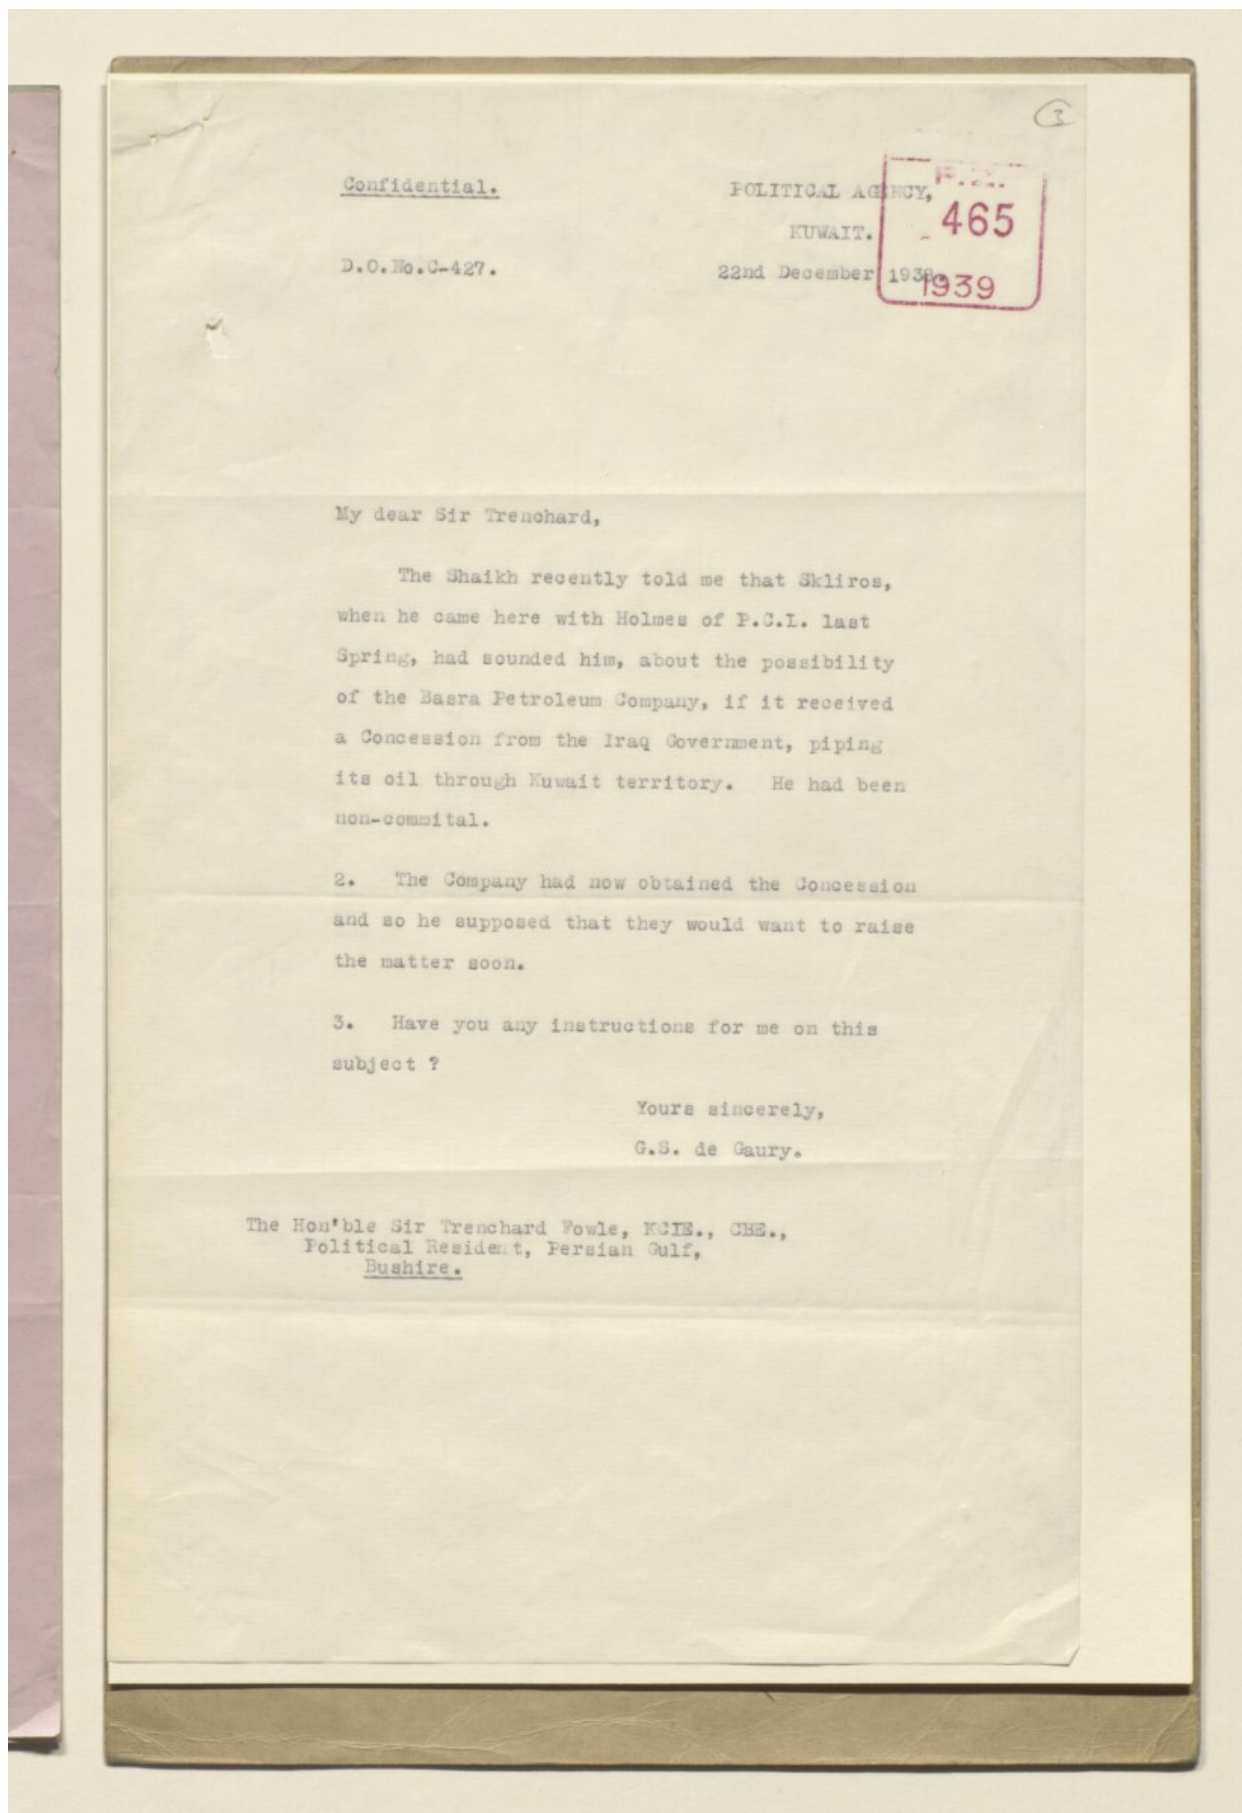 3
Confidential.
POLITICAL AGENCY,
KUWAIT.
D.O.No.C-427.
22nd December 1938.
P.Z.
465
1939
My dear Sir Trenchard,
The Shaikh recently told me that Skliros,
when he came here with Holmes of P.C.L. last
Spring, had sounded him, about the possibility
of the Basra Petroleum Company, if it received
a Concession from the Iraq Government, piping
its oil through Kuwait territory. He had been
non-commital.
2. The Company had now obtained the Concession
and so he supposed that they would want to raise
the matter soon.
3. Have you any instructions for me on this
subject ?
Yours sincerely,
G.S. de Gaury.
The Hon'ble Sir Trenchard Fowle, KCIE., CBE.,
Political Resident, Persian Gulf,
Bushire.